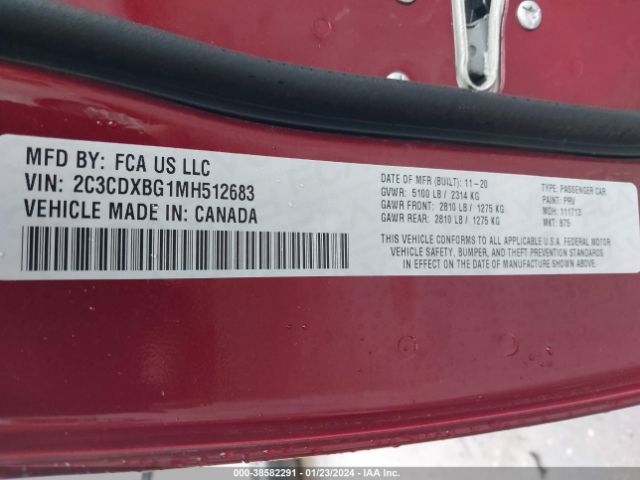 MFD BY: FCA US LLC
VIN: 2C3CDXBG1MH512683
VEHICLE MADE IN: CANADA
DATE OF MFR (BUILT): 11-20
GVWR: 5100 LB / 2314 KG
GAWR FRONT: 2810 LB / 1275 KG
GAWR REAR: 2810 LB / 1275 KG
TYPE: PASSENGER CAR
PAINT: PRV
MDH: 111713
MKT: 875
THIS VEHICLE CONFORMS TO ALL APPLICABLE U.S.A. FEDERAL MOTOR
VEHICLE SAFETY, BUMPER, AND THEFT PREVENTION STANDARDS
IN EFFECT ON THE DATE OF MANUFACTURE SHOWN ABOVE.
000-38582291 - 01/23/2024 - IAA Inc.